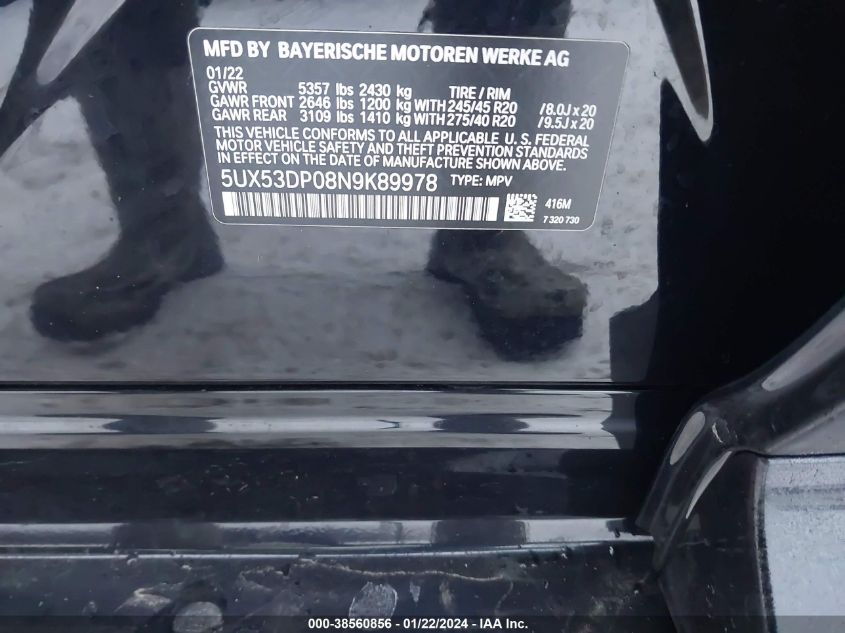 MFD BY BAYERISCHE MOTOREN WERKE AG
01/22
GVWR 5357 lbs 2430 kg TIRE / RIM
GAWR FRONT 2646 lbs 1200 kg WITH 245/45 R20 /8.0J x 20
GAWR REAR 3109 lbs 1410 kg WITH 275/40 R20 /9.5J x 20
THIS VEHICLE CONFORMS TO ALL APPLICABLE U. S. FEDERAL
MOTOR VEHICLE SAFETY AND THEFT PREVENTION STANDARDS
IN EFFECT ON THE DATE OF MANUFACTURE SHOWN ABOVE.
5UX53DP08N9K89978 TYPE: MPV
416M
7 320 730
000-38560856 - 01/22/2024 - IAA Inc.